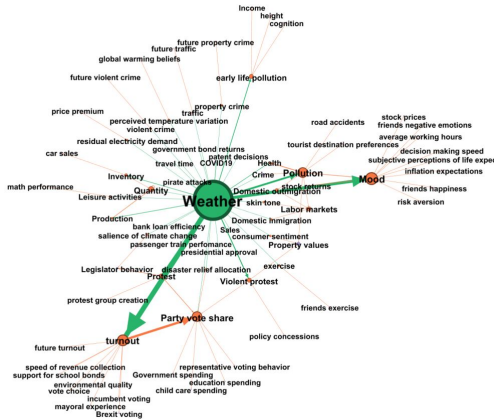 Income
height
cognition
future property crime
future traffic
global warming beliefs
early life pollution
future violent crime
property crime
price premium
traffic
perceived temperature variation
violent crime
road accidents
stock prices
friends negative emotions
average working hours
residual electricity demand
government bond returns
tourist destination preferences
decision making speed
car sales
COVID19
patent decisions
subjective perceptions of life expec
travel time
Health
Pollution
inflation expectations
Inventory
Crime
Mood
pirate attacks
math performance
Quantity
stock returns
Domestic outmigration
friends happiness
Leisure activities
Weather
skin tone
risk aversion
Labor markets
Production
Domestic Inmigration
bank loan efficiency
Sales
salience of climate change
consumer sentiment
passenger train perfomance
Property values
presidential approval
Legislator behavior
disaster relief allocation
exercise
Protest
Violent protest
protest group creation
friends exercise
Party vote share
policy concessions
turnout
future turnout
speed of revenue collection
representative voting behavior
support for school bonds
Government spending
environmental quality
education spending
vote choice
child care spending
incumbent voting
mayoral experience
Brexit voting